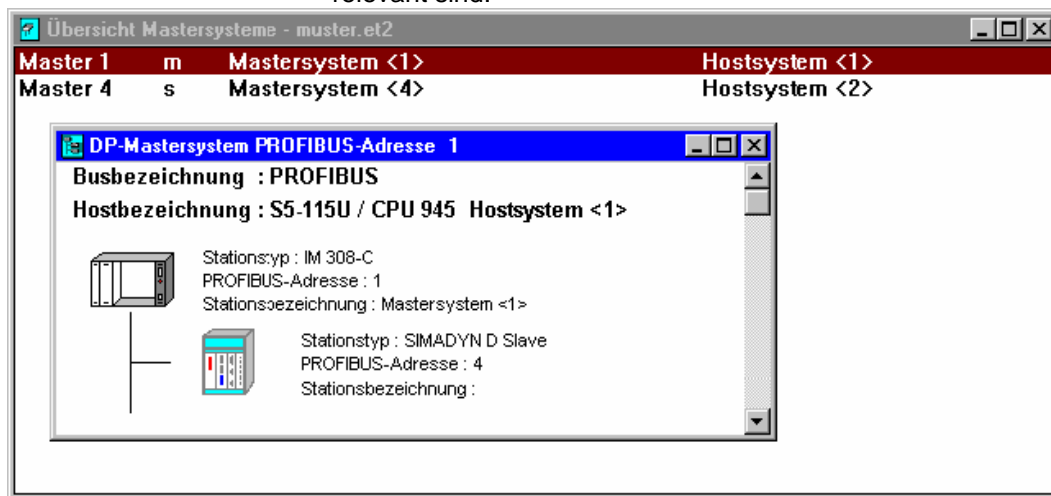 relevant sind.
Übersicht Mastersysteme - muster.et2
Master 1 m Mastersystem <1> Hostsystem <1>
Master 4 s Mastersystem <4> Hostsystem <2>
DP-Mastersystem PROFIBUS-Adresse 1
Busbezeichnung : PROFIBUS
Hostbezeichnung : S5-115U / CPU 945 Hostsystem <1>
Stationstyp : IM 308-C
PROFIBUS-Adresse : 1
Stationsbezeichnung : Mastersystem <1>
Stationstyp : SIMADYN D Slave
PROFIBUS-Adresse : 4
Stationsbezeichnung :